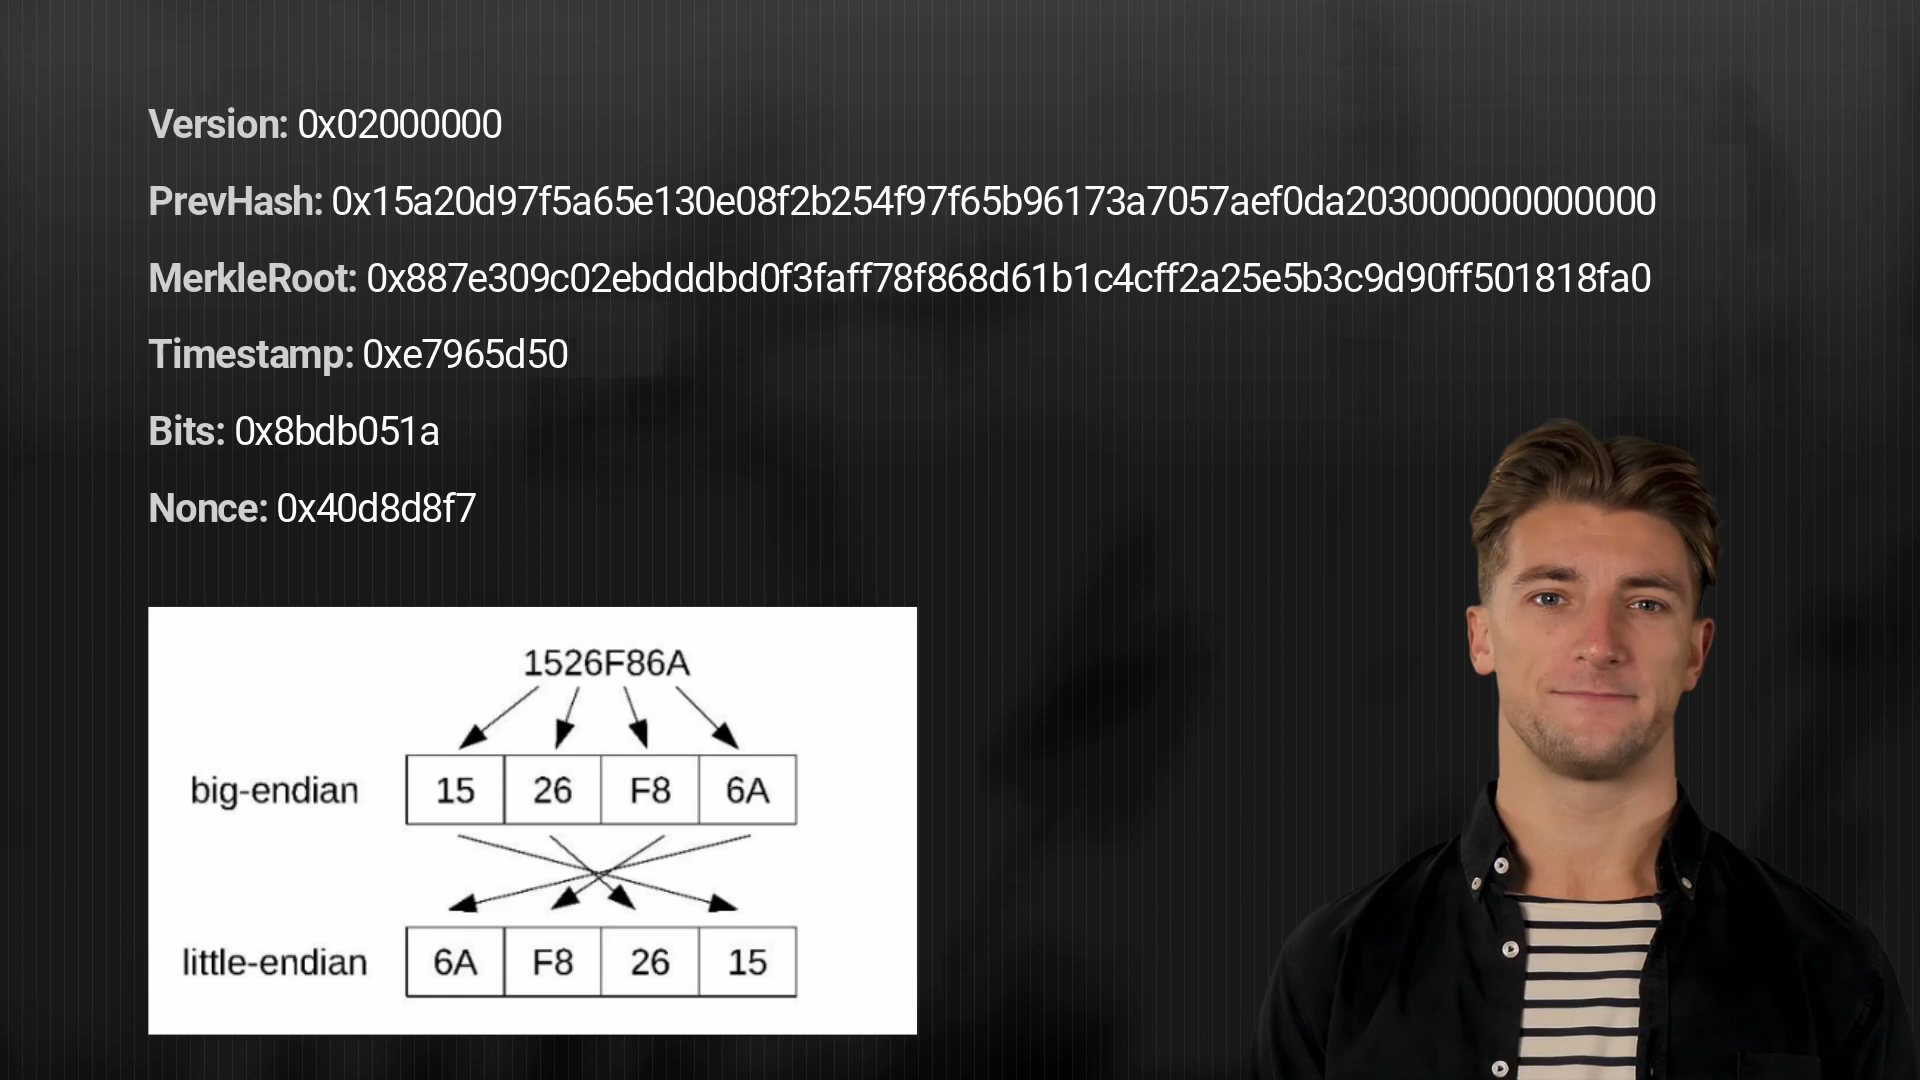 Version: 0x02000000
PrevHash: 0x15a20d97f5a65e130e08f2b254f97f65b96173a7057aef0da203000000000000
MerkleRoot: 0x887e309c02ebdddbd0f3faff78f868d61b1c4cff2a25e5b3c9d90ff501818fa0
Timestamp: 0xe7965d50
Bits: 0x8bdb051a
Nonce: 0x40d8d8f7
1526F86A
big-endian 15 26 F8 6A
little-endian 6A F8 26 15